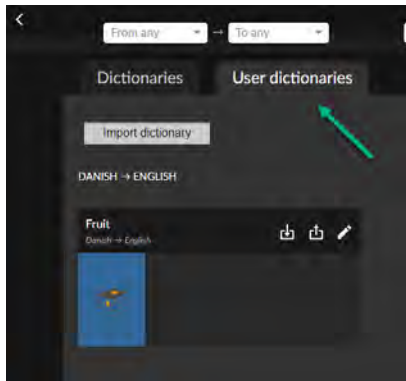 From any → To any
Dictionaries User dictionaries
Import dictionary
DANISH → ENGLISH
Fruit
Danish → English